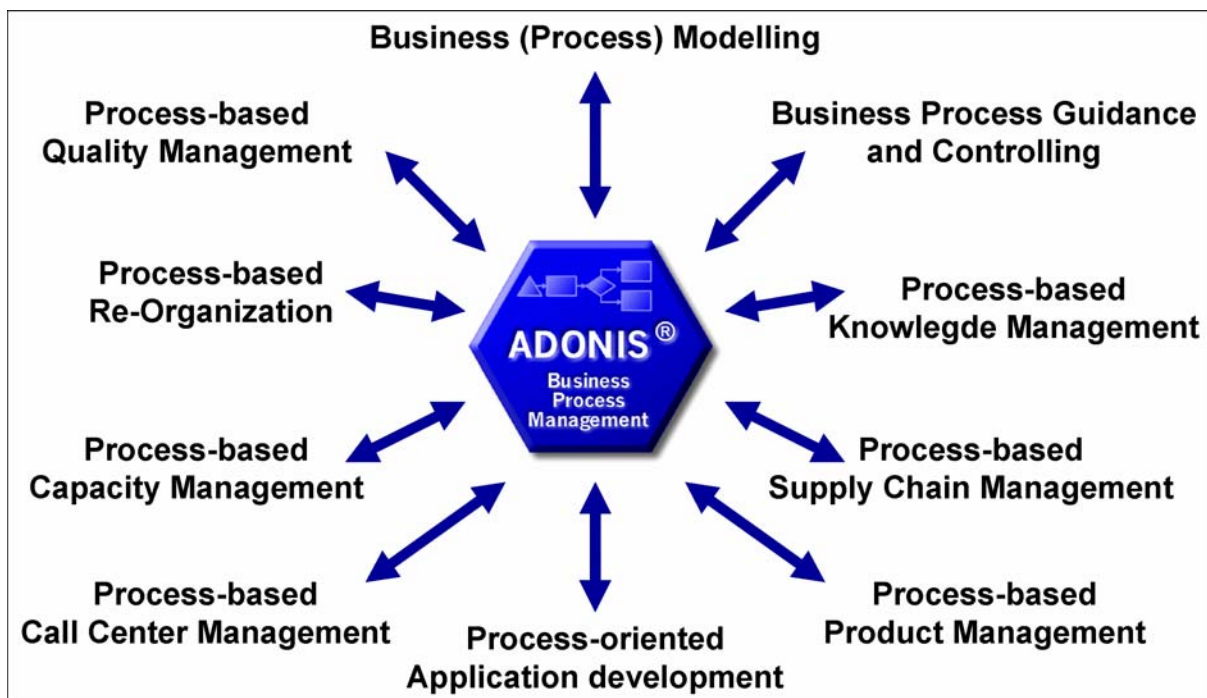 Business (Process) Modelling
Process-based
Quality Management
Business Process Guidance
and Controlling
Process-based
Re-Organization
Process-based
Knowlegde Management
ADONIS®
Business
Process
Management
Process-based
Capacity Management
Process-based
Supply Chain Management
Process-based
Call Center Management
Process-oriented
Application development
Process-based
Product Management